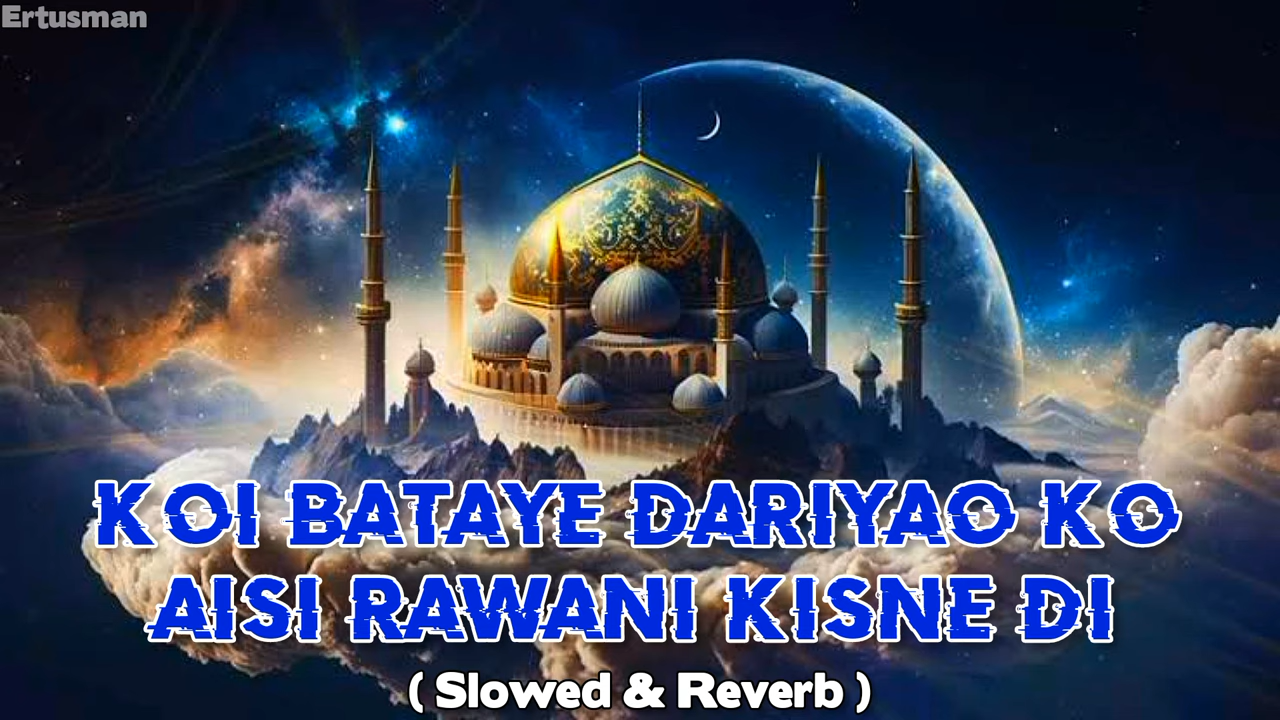 Ertusman
KOI BATAYE DARIYAO KO
AISI RAWANI KISNE DI
( Slowed & Reverb )